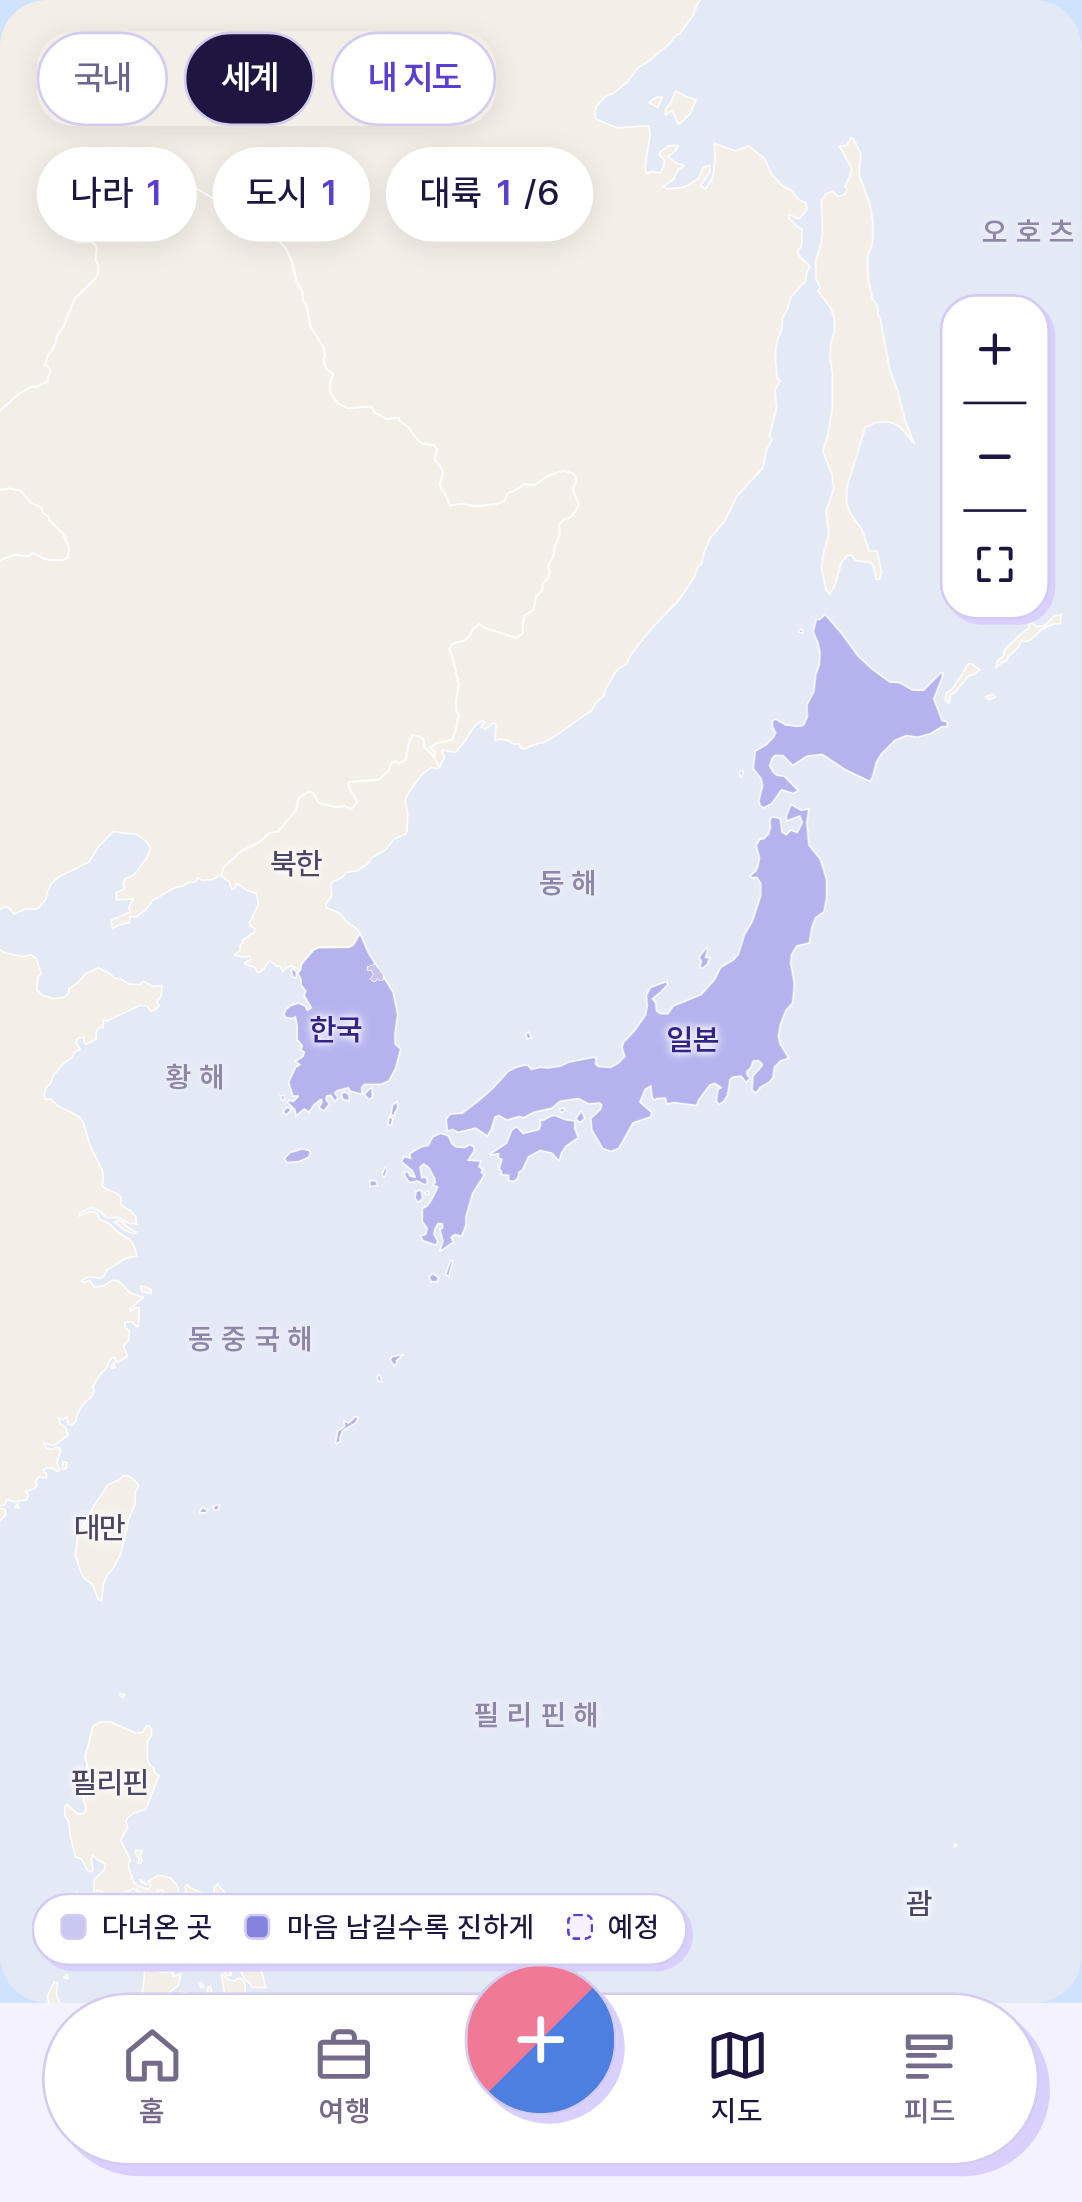 국내 세계 내 지도
나라 1 도시 1 대륙 1 /6
오호츠
북한
동해
한국
일본
황해
동중국해
대만
필리핀해
필리핀
괌
다녀온 곳 마음 남길수록 진하게 예정
홈 여행 지도 피드